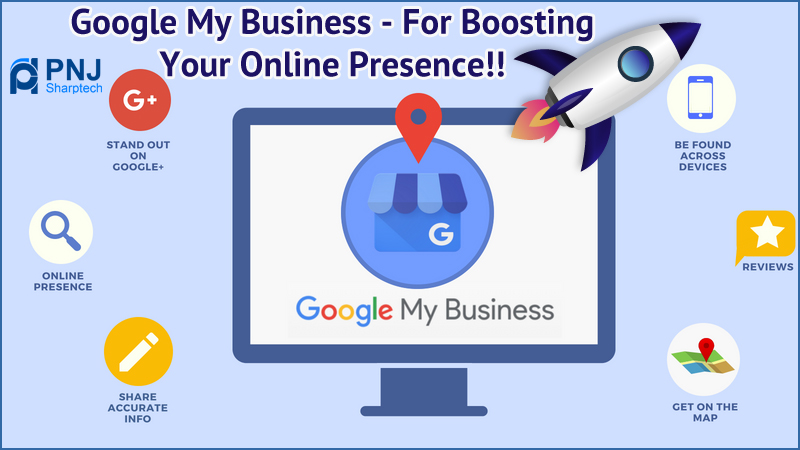 Google My Business - For Boosting
Your Online Presence!!
PNJ
Sharptech
G+
STAND OUT
ON
GOOGLE+
ONLINE
PRESENCE
SHARE
ACCURATE
INFO
G
Google My Business
BE FOUND
ACROSS
DEVICES
REVIEWS
GET ON THE
MAP